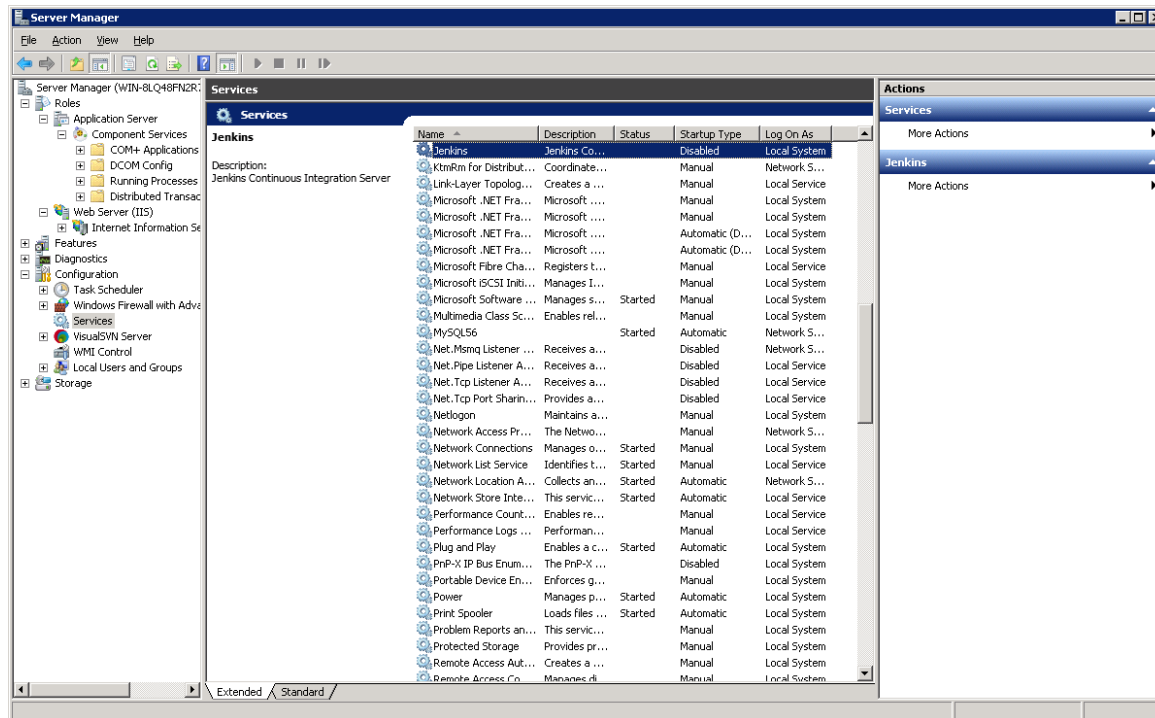 Server Manager
File Action View Help
Server Manager (WIN-8LQ48FN2R
Roles
Application Server
Component Services
COM+ Applications
DCOM Config
Running Processes
Distributed Transac
Web Server (IIS)
Internet Information Se
Features
Diagnostics
Configuration
Task Scheduler
Windows Firewall with Adva
Services
VisualSVN Server
WMI Control
Local Users and Groups
Storage
Services
Services
Jenkins
Description:
Jenkins Continuous Integration Server
Name Description Status Startup Type Log On As
Jenkins Jenkins Co... Disabled Local System
KtmRm for Distribut... Coordinate... Manual Network S...
Link-Layer Topolog... Creates a ... Manual Local Service
Microsoft .NET Fra... Microsoft .... Manual Local System
Microsoft .NET Fra... Microsoft .... Manual Local System
Microsoft .NET Fra... Microsoft .... Automatic (D... Local System
Microsoft .NET Fra... Microsoft .... Automatic (D... Local System
Microsoft Fibre Cha... Registers t... Manual Local Service
Microsoft iSCSI Initi... Manages I... Manual Local System
Microsoft Software ... Manages s... Started Manual Local System
Multimedia Class Sc... Enables rel... Manual Local System
MySQL56 Started Automatic Network S...
Net.Msmq Listener ... Receives a... Disabled Network S...
Net.Pipe Listener A... Receives a... Disabled Local Service
Net.Tcp Listener A... Receives a... Disabled Local Service
Net.Tcp Port Sharin... Provides a... Disabled Local Service
Netlogon Maintains a... Manual Local System
Network Access Pr... The Netwo... Manual Network S...
Network Connections Manages o... Started Manual Local System
Network List Service Identifies t... Started Manual Local Service
Network Location A... Collects an... Started Automatic Network S...
Network Store Inte... This servic... Started Automatic Local Service
Performance Count... Enables re... Manual Local Service
Performance Logs ... Performan... Manual Local Service
Plug and Play Enables a c... Started Automatic Local System
PnP-X IP Bus Enum... The PnP-X ... Disabled Local System
Portable Device En... Enforces g... Manual Local System
Power Manages p... Started Automatic Local System
Print Spooler Loads files ... Started Automatic Local System
Problem Reports an... This servic... Manual Local System
Protected Storage Provides pr... Manual Local System
Remote Access Aut... Creates a ... Manual Local System
Remote Access Co... Manages di... Manual Local System
Extended Standard
Actions
Services
More Actions
Jenkins
More Actions